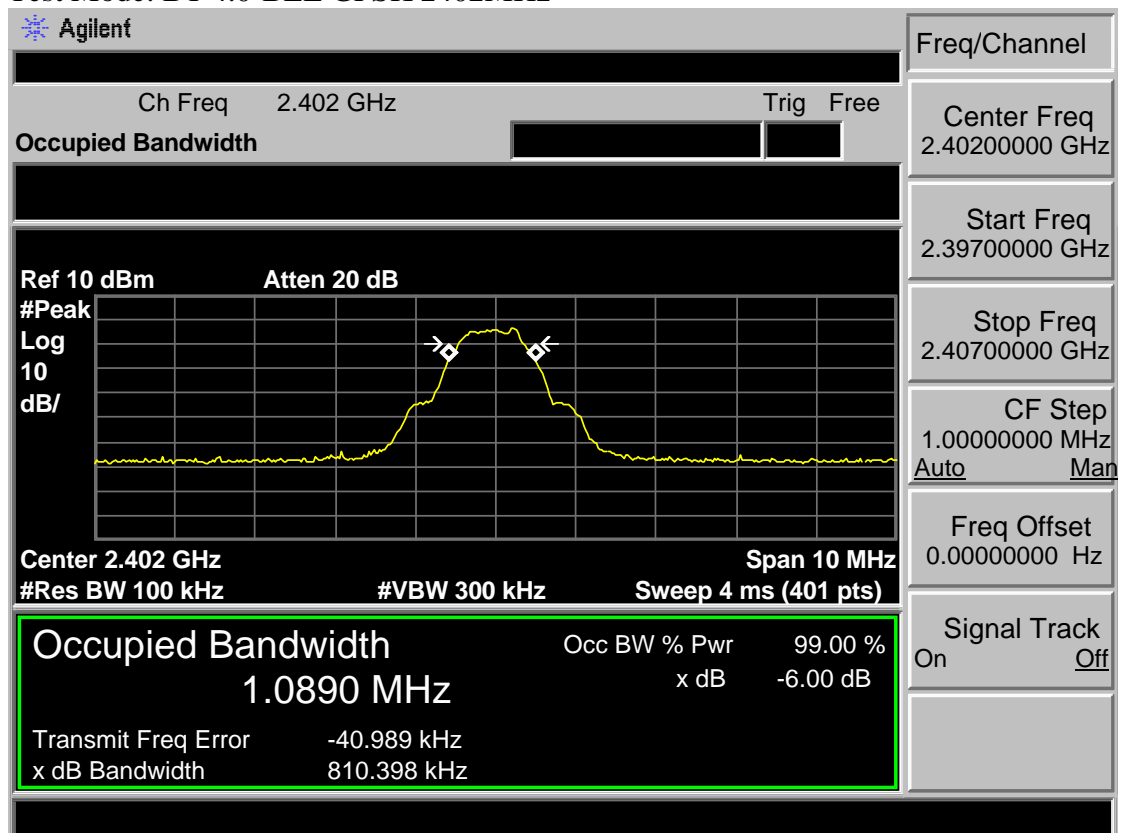 Agilent
Freq/Channel
Ch Freq 2.402 GHz Trig Free
Occupied Bandwidth
Center Freq
2.40200000 GHz
Start Freq
2.39700000 GHz
Stop Freq
2.40700000 GHz
CF Step
1.00000000 MHz
Auto Man
Freq Offset
0.00000000 Hz
Signal Track
On Off
Ref 10 dBm Atten 20 dB
#Peak
Log
10
dB/
Center 2.402 GHz Span 10 MHz
#Res BW 100 kHz #VBW 300 kHz Sweep 4 ms (401 pts)
Occupied Bandwidth Occ BW % Pwr 99.00 %
1.0890 MHz x dB -6.00 dB
Transmit Freq Error -40.989 kHz
x dB Bandwidth 810.398 kHz